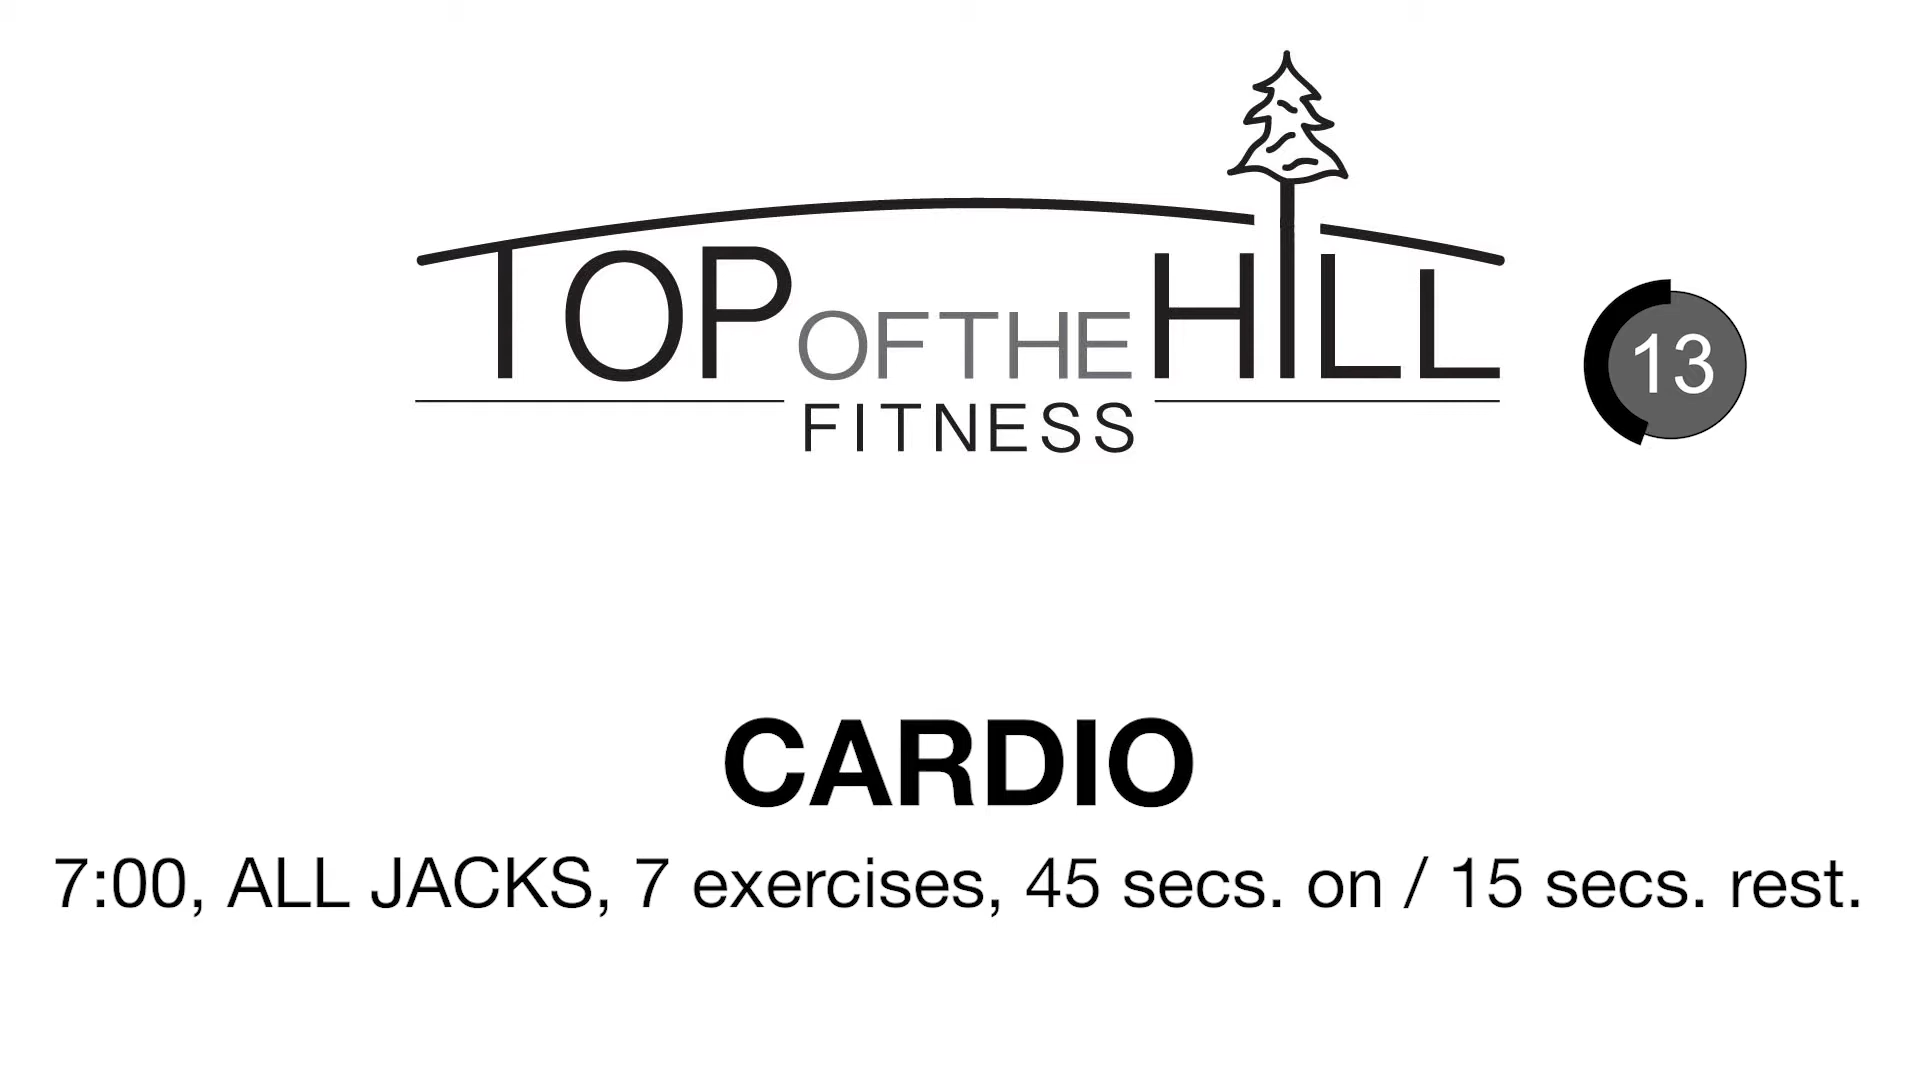 TOP OF THE HILL
FITNESS
13
CARDIO
7:00, ALL JACKS, 7 exercises, 45 secs. on / 15 secs. rest.